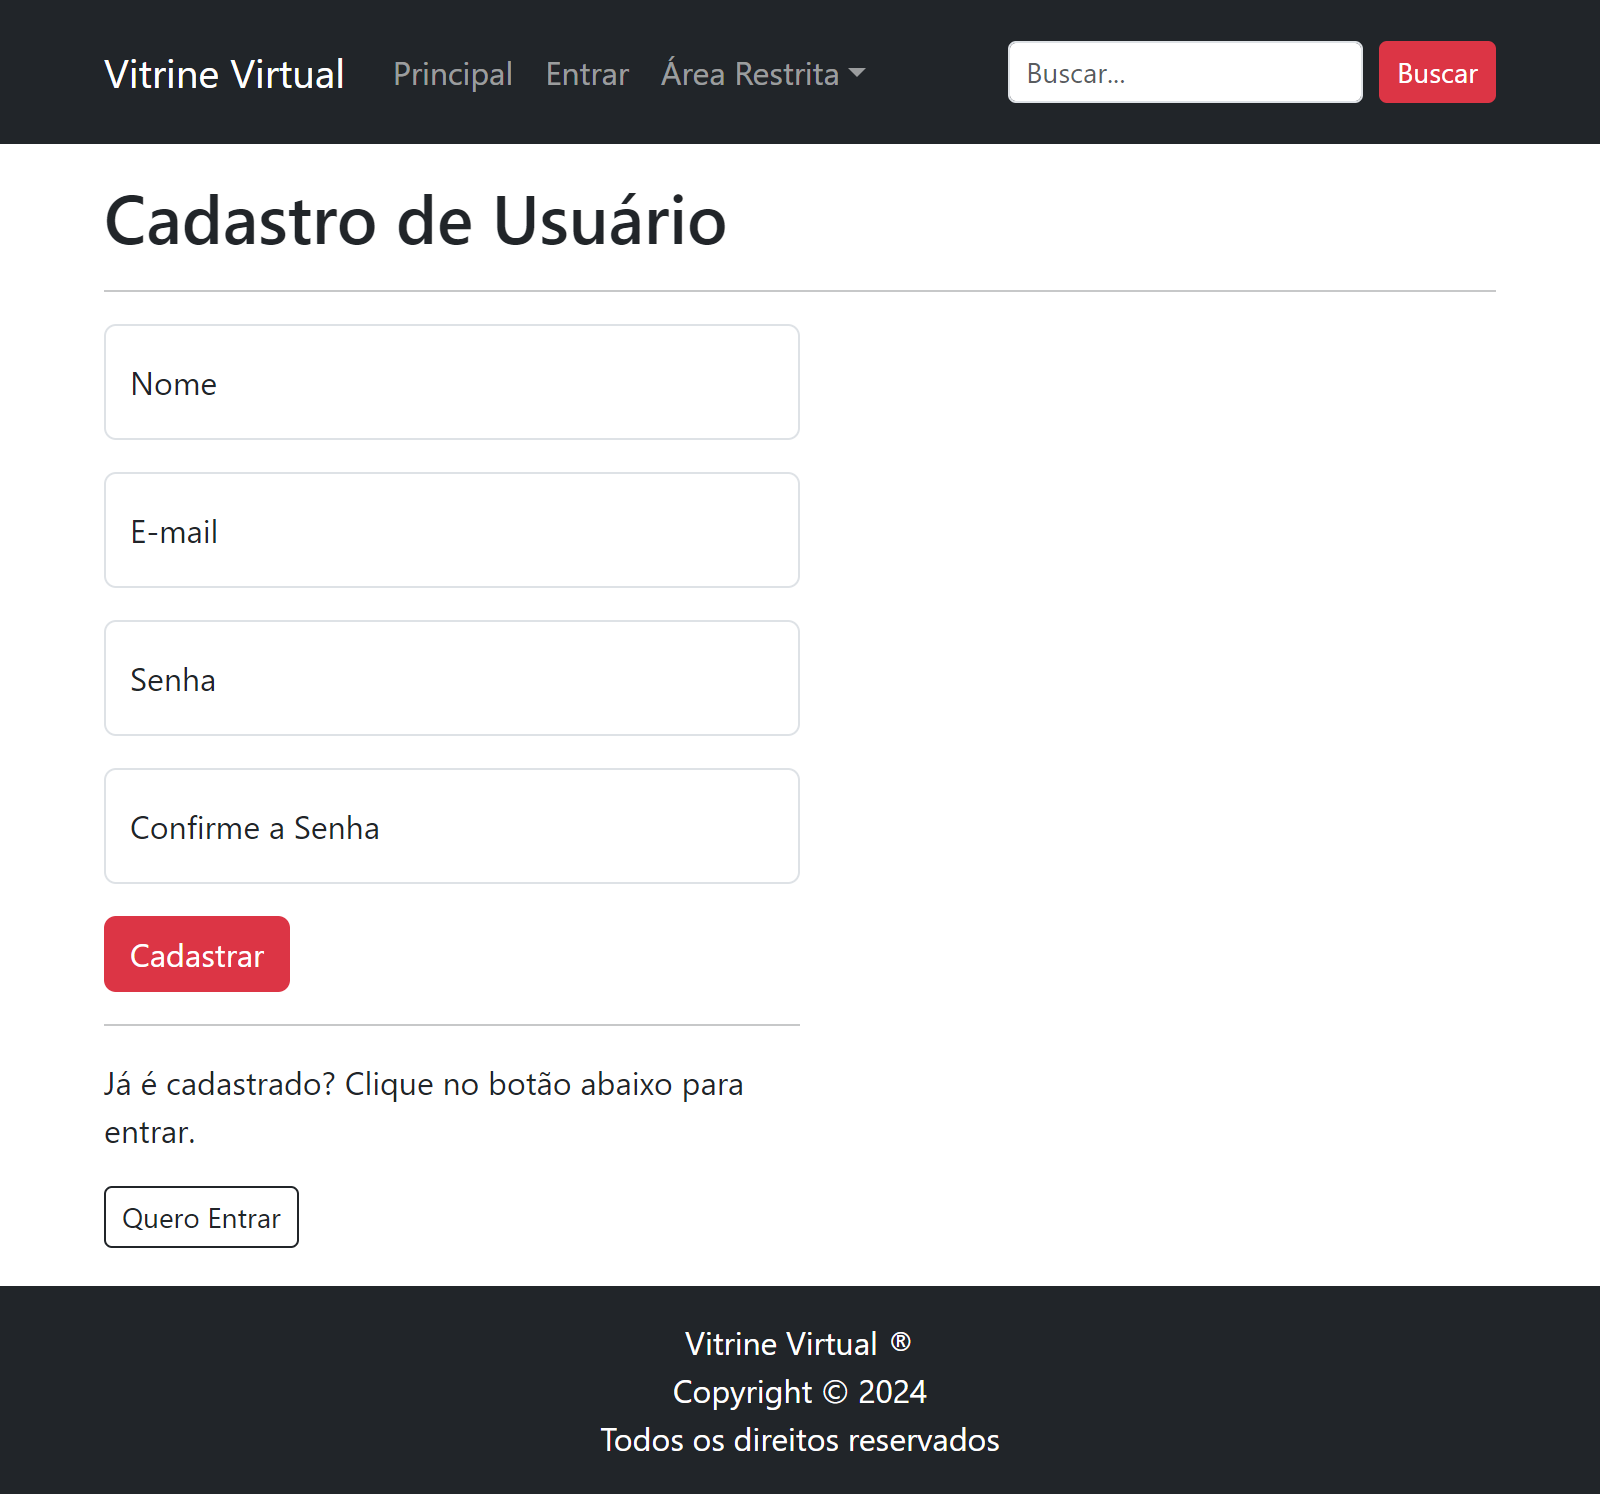 Vitrine Virtual Principal Entrar Área Restrita Buscar... Buscar
Cadastro de Usuário
Nome
E-mail
Senha
Confirme a Senha
Cadastrar
Já é cadastrado? Clique no botão abaixo para
entrar.
Quero Entrar
Vitrine Virtual ®
Copyright © 2024
Todos os direitos reservados